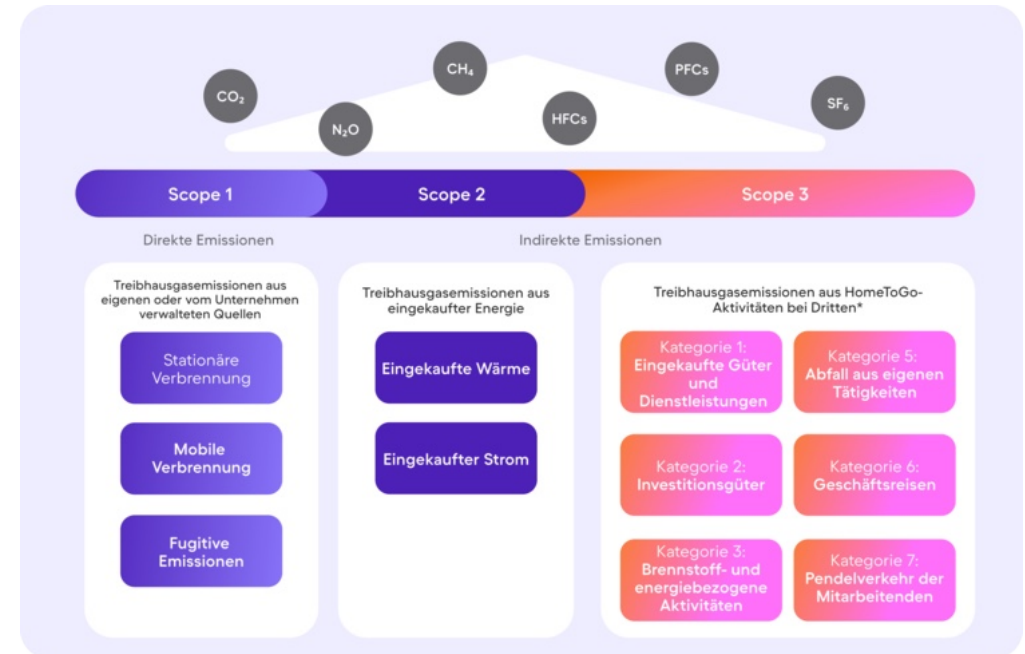 CO₂
N₂O
CH₄
HFCs
PFCs
SF₆
Scope 1
Scope 2
Scope 3
Direkte Emissionen
Indirekte Emissionen
Treibhausgasemissionen aus
eigenen oder vom Unternehmen
verwalteten Quellen
Stationäre
Verbrennung
Mobile
Verbrennung
Fugitive
Emissionen
Treibhausgasemissionen aus
eingekaufter Energie
Eingekaufte Wärme
Eingekaufter Strom
Treibhausgasemissionen aus HomeToGo-
Aktivitäten bei Dritten*
Kategorie 1:
Eingekaufte Güter
und
Dienstleistungen
Kategorie 5:
Abfall aus eigenen
Tätigkeiten
Kategorie 2:
Investitionsgüter
Kategorie 6:
Geschäftsreisen
Kategorie 3:
Brennstoff- und
energiebezogene
Aktivitäten
Kategorie 7:
Pendelverkehr der
Mitarbeitenden